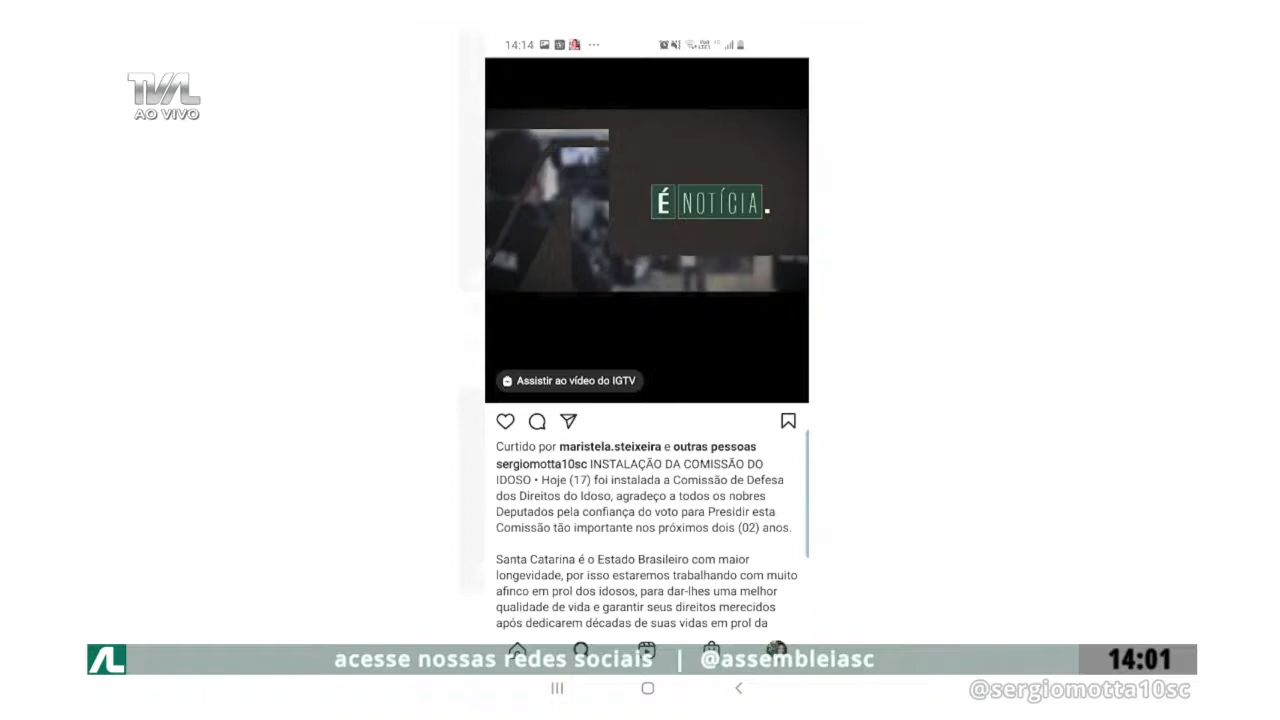 14:14
TVAL
AO VIVO
É NOTÍCIA.
Assistir ao vídeo do IGTV
Curtido por maristela.steixeira e outras pessoas
sergiomotta10sc INSTALAÇÃO DA COMISSÃO DO
IDOSO • Hoje (17) foi instalada a Comissão de Defesa
dos Direitos do Idoso, agradeço a todos os nobres
Deputados pela confiança do voto para Presidir esta
Comissão tão importante nos próximos dois (02) anos.
Santa Catarina é o Estado Brasileiro com maior
longevidade, por isso estaremos trabalhando com muito
afinco em prol dos idosos, para dar-lhes uma melhor
qualidade de vida e garantir seus direitos merecidos
após dedicarem décadas de suas vidas em prol da
AL
acesse nossas redes sociais | @assembleiasc
14:01
@sergiomotta10sc